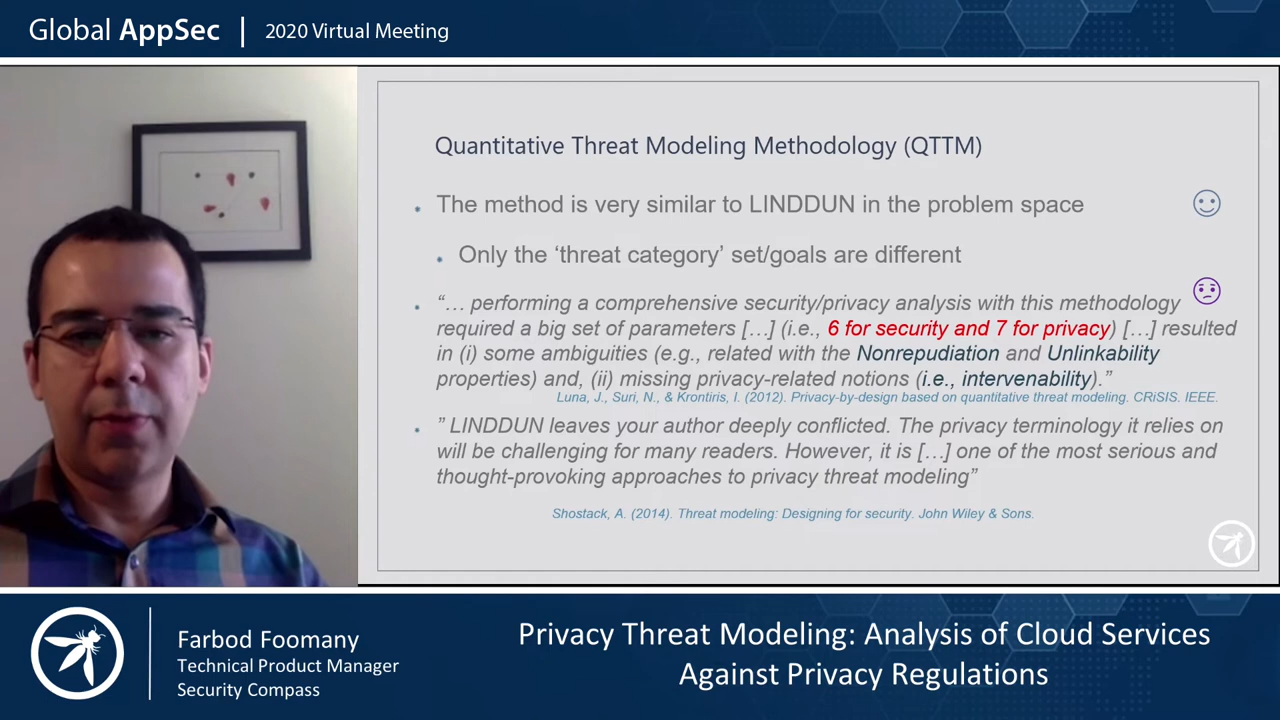 Global AppSec | 2020 Virtual Meeting
Quantitative Threat Modeling Methodology (QTTM)
• The method is very similar to LINDDUN in the problem space
• Only the ‘threat category’ set/goals are different
• “… performing a comprehensive security/privacy analysis with this methodology
required a big set of parameters […] (i.e., 6 for security and 7 for privacy) […] resulted
in (i) some ambiguities (e.g., related with the Nonrepudiation and Unlinkability
properties) and, (ii) missing privacy-related notions (i.e., intervenability).”
Luna, J., Suri, N., & Krontiris, I. (2012). Privacy-by-design based on quantitative threat modeling. CRiSIS. IEEE.
• ” LINDDUN leaves your author deeply conflicted. The privacy terminology it relies on
will be challenging for many readers. However, it is […] one of the most serious and
thought-provoking approaches to privacy threat modeling”
Shostack, A. (2014). Threat modeling: Designing for security. John Wiley & Sons.
Farbod Foomany
Technical Product Manager
Security Compass
Privacy Threat Modeling: Analysis of Cloud Services
Against Privacy Regulations